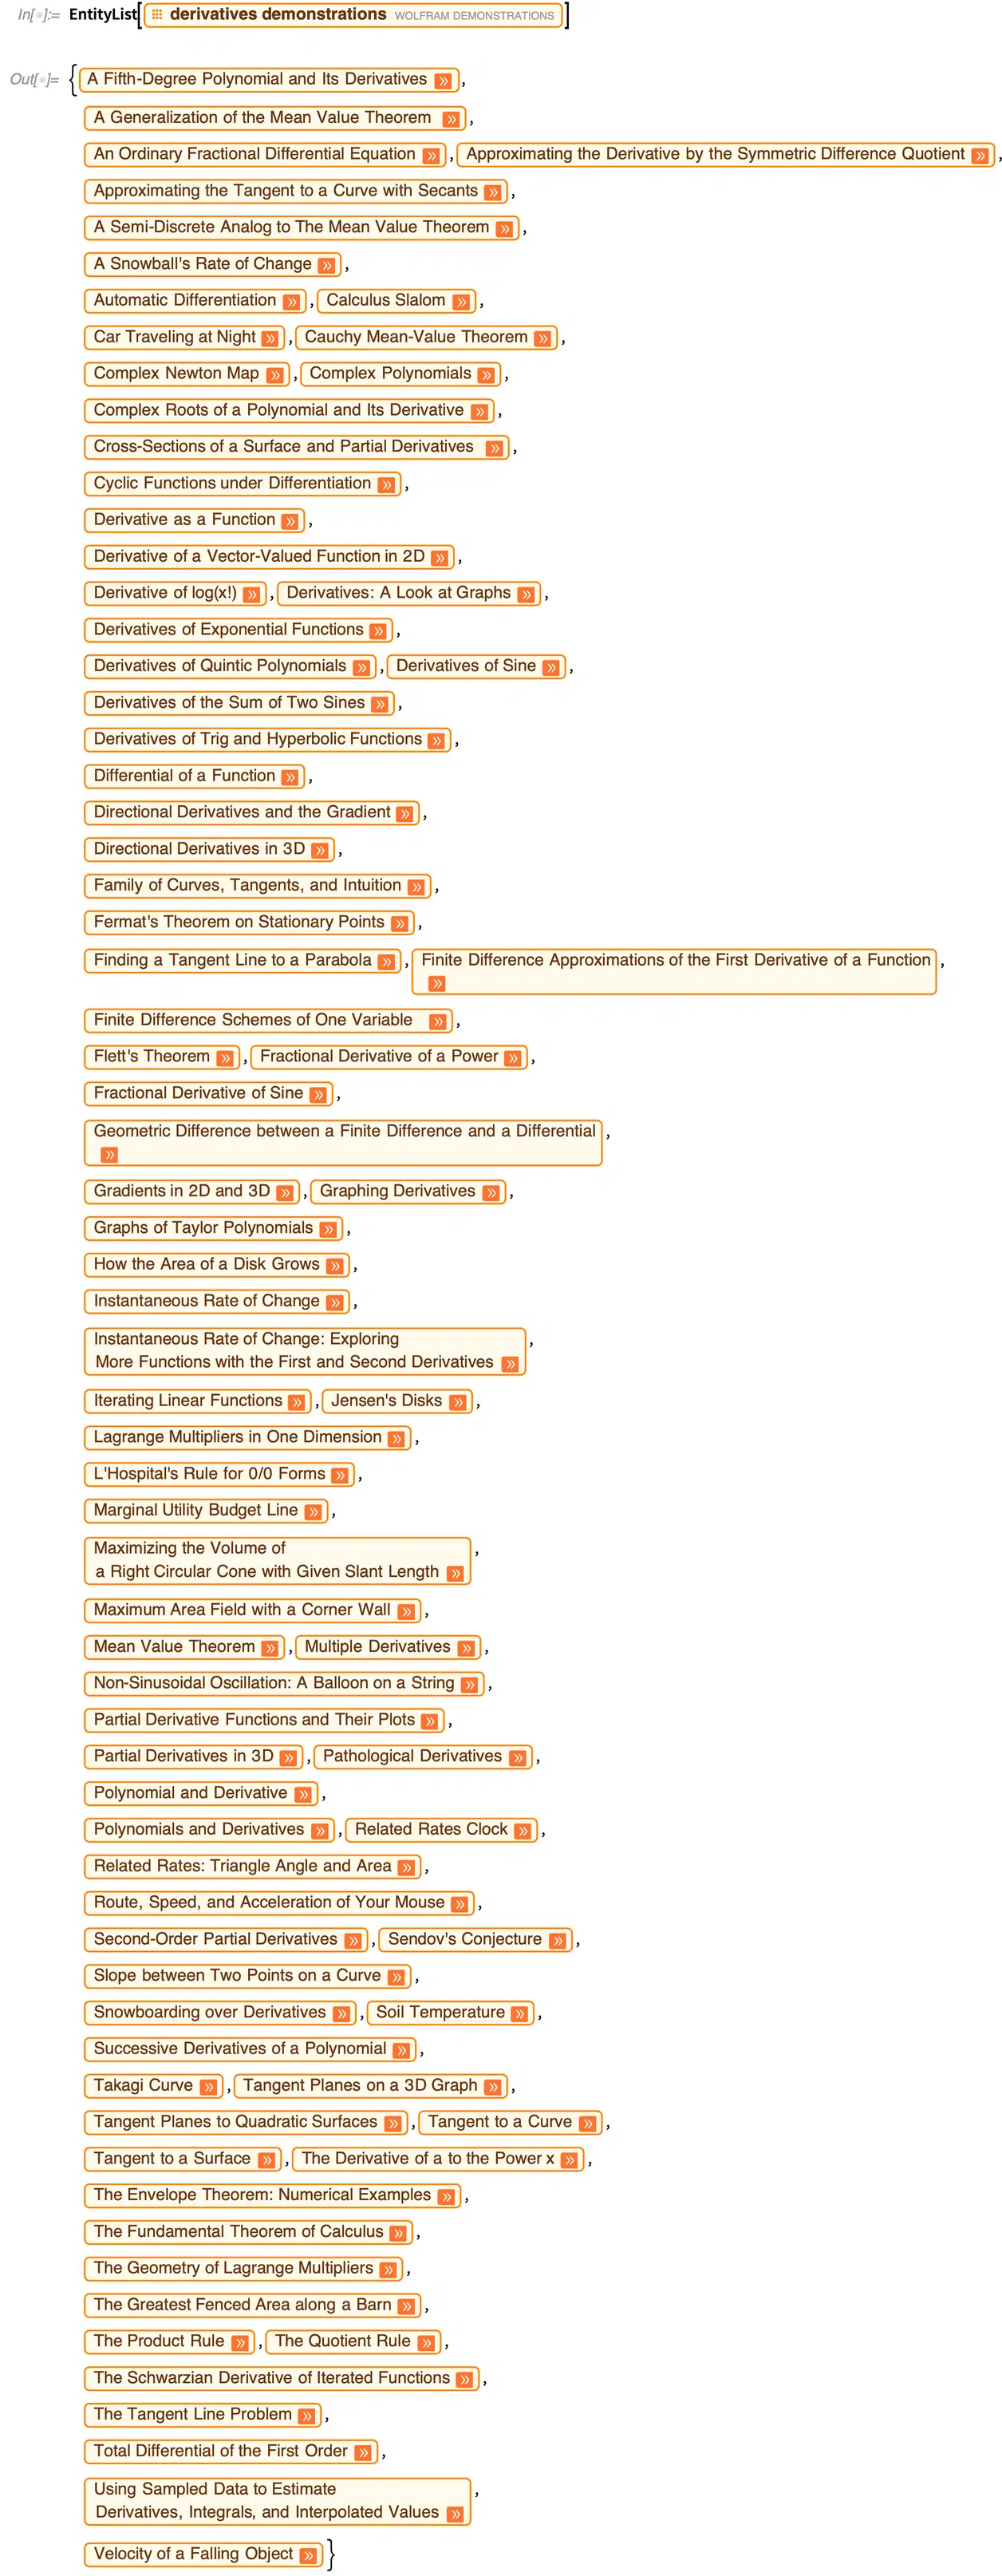 In[ ]:= EntityList[ derivatives demonstrations WOLFRAM DEMONSTRATIONS ]
Out[ ]= { A Fifth-Degree Polynomial and Its Derivatives » ,
A Generalization of the Mean Value Theorem » ,
An Ordinary Fractional Differential Equation » , Approximating the Derivative by the Symmetric Difference Quotient » ,
Approximating the Tangent to a Curve with Secants » ,
A Semi-Discrete Analog to The Mean Value Theorem » ,
A Snowball's Rate of Change » ,
Automatic Differentiation » , Calculus Slalom » ,
Car Traveling at Night » , Cauchy Mean-Value Theorem » ,
Complex Newton Map » , Complex Polynomials » ,
Complex Roots of a Polynomial and Its Derivative » ,
Cross-Sections of a Surface and Partial Derivatives » ,
Cyclic Functions under Differentiation » ,
Derivative as a Function » ,
Derivative of a Vector-Valued Function in 2D » ,
Derivative of log(x!) » , Derivatives: A Look at Graphs » ,
Derivatives of Exponential Functions » ,
Derivatives of Quintic Polynomials » , Derivatives of Sine » ,
Derivatives of the Sum of Two Sines » ,
Derivatives of Trig and Hyperbolic Functions » ,
Differential of a Function » ,
Directional Derivatives and the Gradient » ,
Directional Derivatives in 3D » ,
Family of Curves, Tangents, and Intuition » ,
Fermat's Theorem on Stationary Points » ,
Finding a Tangent Line to a Parabola » , Finite Difference Approximations of the First Derivative of a Function ,
»
Finite Difference Schemes of One Variable » ,
Flett's Theorem » , Fractional Derivative of a Power » ,
Fractional Derivative of Sine » ,
Geometric Difference between a Finite Difference and a Differential ,
»
Gradients in 2D and 3D » , Graphing Derivatives » ,
Graphs of Taylor Polynomials » ,
How the Area of a Disk Grows » ,
Instantaneous Rate of Change » ,
Instantaneous Rate of Change: Exploring ,
More Functions with the First and Second Derivatives »
Iterating Linear Functions » , Jensen's Disks » ,
Lagrange Multipliers in One Dimension » ,
L'Hospital's Rule for 0/0 Forms » ,
Marginal Utility Budget Line » ,
Maximizing the Volume of ,
a Right Circular Cone with Given Slant Length »
Maximum Area Field with a Corner Wall » ,
Mean Value Theorem » , Multiple Derivatives » ,
Non-Sinusoidal Oscillation: A Balloon on a String » ,
Partial Derivative Functions and Their Plots » ,
Partial Derivatives in 3D » , Pathological Derivatives » ,
Polynomial and Derivative » ,
Polynomials and Derivatives » , Related Rates Clock » ,
Related Rates: Triangle Angle and Area » ,
Route, Speed, and Acceleration of Your Mouse » ,
Second-Order Partial Derivatives » , Sendov's Conjecture » ,
Slope between Two Points on a Curve » ,
Snowboarding over Derivatives » , Soil Temperature » ,
Successive Derivatives of a Polynomial » ,
Takagi Curve » , Tangent Planes on a 3D Graph » ,
Tangent Planes to Quadratic Surfaces » , Tangent to a Curve » ,
Tangent to a Surface » , The Derivative of a to the Power x » ,
The Envelope Theorem: Numerical Examples » ,
The Fundamental Theorem of Calculus » ,
The Geometry of Lagrange Multipliers » ,
The Greatest Fenced Area along a Barn » ,
The Product Rule » , The Quotient Rule » ,
The Schwarzian Derivative of Iterated Functions » ,
The Tangent Line Problem » ,
Total Differential of the First Order » ,
Using Sampled Data to Estimate ,
Derivatives, Integrals, and Interpolated Values »
Velocity of a Falling Object » }